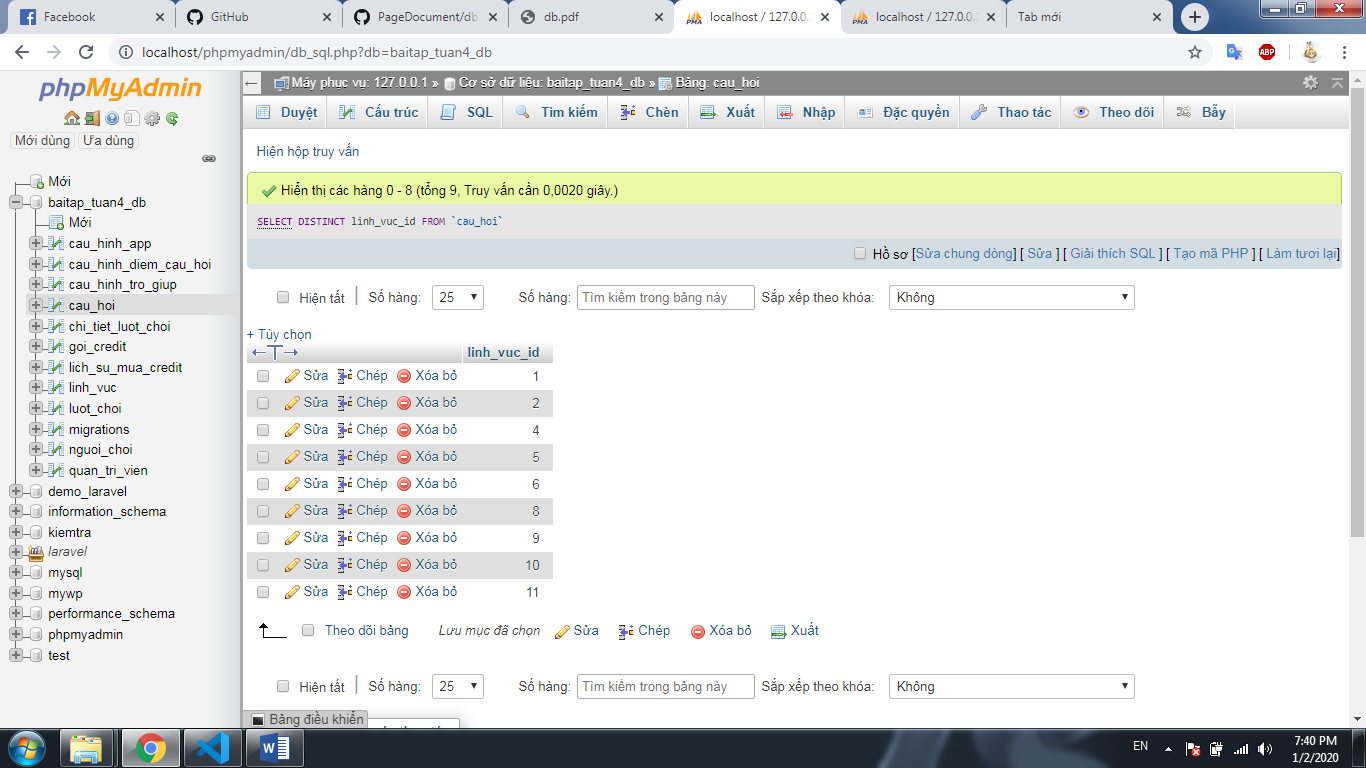 Facebook
GitHub
PageDocument/db
db.pdf
localhost / 127.0.0.
localhost / 127.0.0.
Tab mới
localhost/phpmyadmin/db_sql.php?db=baitap_tuan4_db
ABP
phpMyAdmin
Mới dùng Ưa dùng
Mới
baitap_tuan4_db
Mới
cau_hinh_app
cau_hinh_diem_cau_hoi
cau_hinh_tro_giup
cau_hoi
chi_tiet_luot_choi
goi_credit
lich_su_mua_credit
linh_vuc
luot_choi
migrations
nguoi_choi
quan_tri_vien
demo_laravel
information_schema
kiemtra
laravel
mysql
mywp
performance_schema
phpmyadmin
test
Máy phục vụ: 127.0.0.1 » Cơ sở dữ liệu: baitap_tuan4_db » Bảng: cau_hoi
Duyệt Cấu trúc SQL Tìm kiếm Chèn Xuất Nhập Đặc quyền Thao tác Theo dõi Bẫy
Hiện hộp truy vấn
Hiển thị các hàng 0 - 8 (tổng 9, Truy vấn cần 0,0020 giây.)
SELECT DISTINCT linh_vuc_id FROM `cau_hoi`
Hồ sơ [Sửa chung dòng] [ Sửa ] [ Giải thích SQL ] [ Tạo mã PHP ] [ Làm tươi lại]
Hiện tất Số hàng: 25 Số hàng: Tìm kiếm trong bảng này Sắp xếp theo khóa: Không
+ Tùy chọn
←T→ linh_vuc_id
Sửa Chép Xóa bỏ 1
Sửa Chép Xóa bỏ 2
Sửa Chép Xóa bỏ 4
Sửa Chép Xóa bỏ 5
Sửa Chép Xóa bỏ 6
Sửa Chép Xóa bỏ 8
Sửa Chép Xóa bỏ 9
Sửa Chép Xóa bỏ 10
Sửa Chép Xóa bỏ 11
Theo dõi bảng Lưu mục đã chọn Sửa Chép Xóa bỏ Xuất
Hiện tất Số hàng: 25 Số hàng: Tìm kiếm trong bảng này Sắp xếp theo khóa: Không
Bảng điều khiển
EN
7:40 PM
1/2/2020